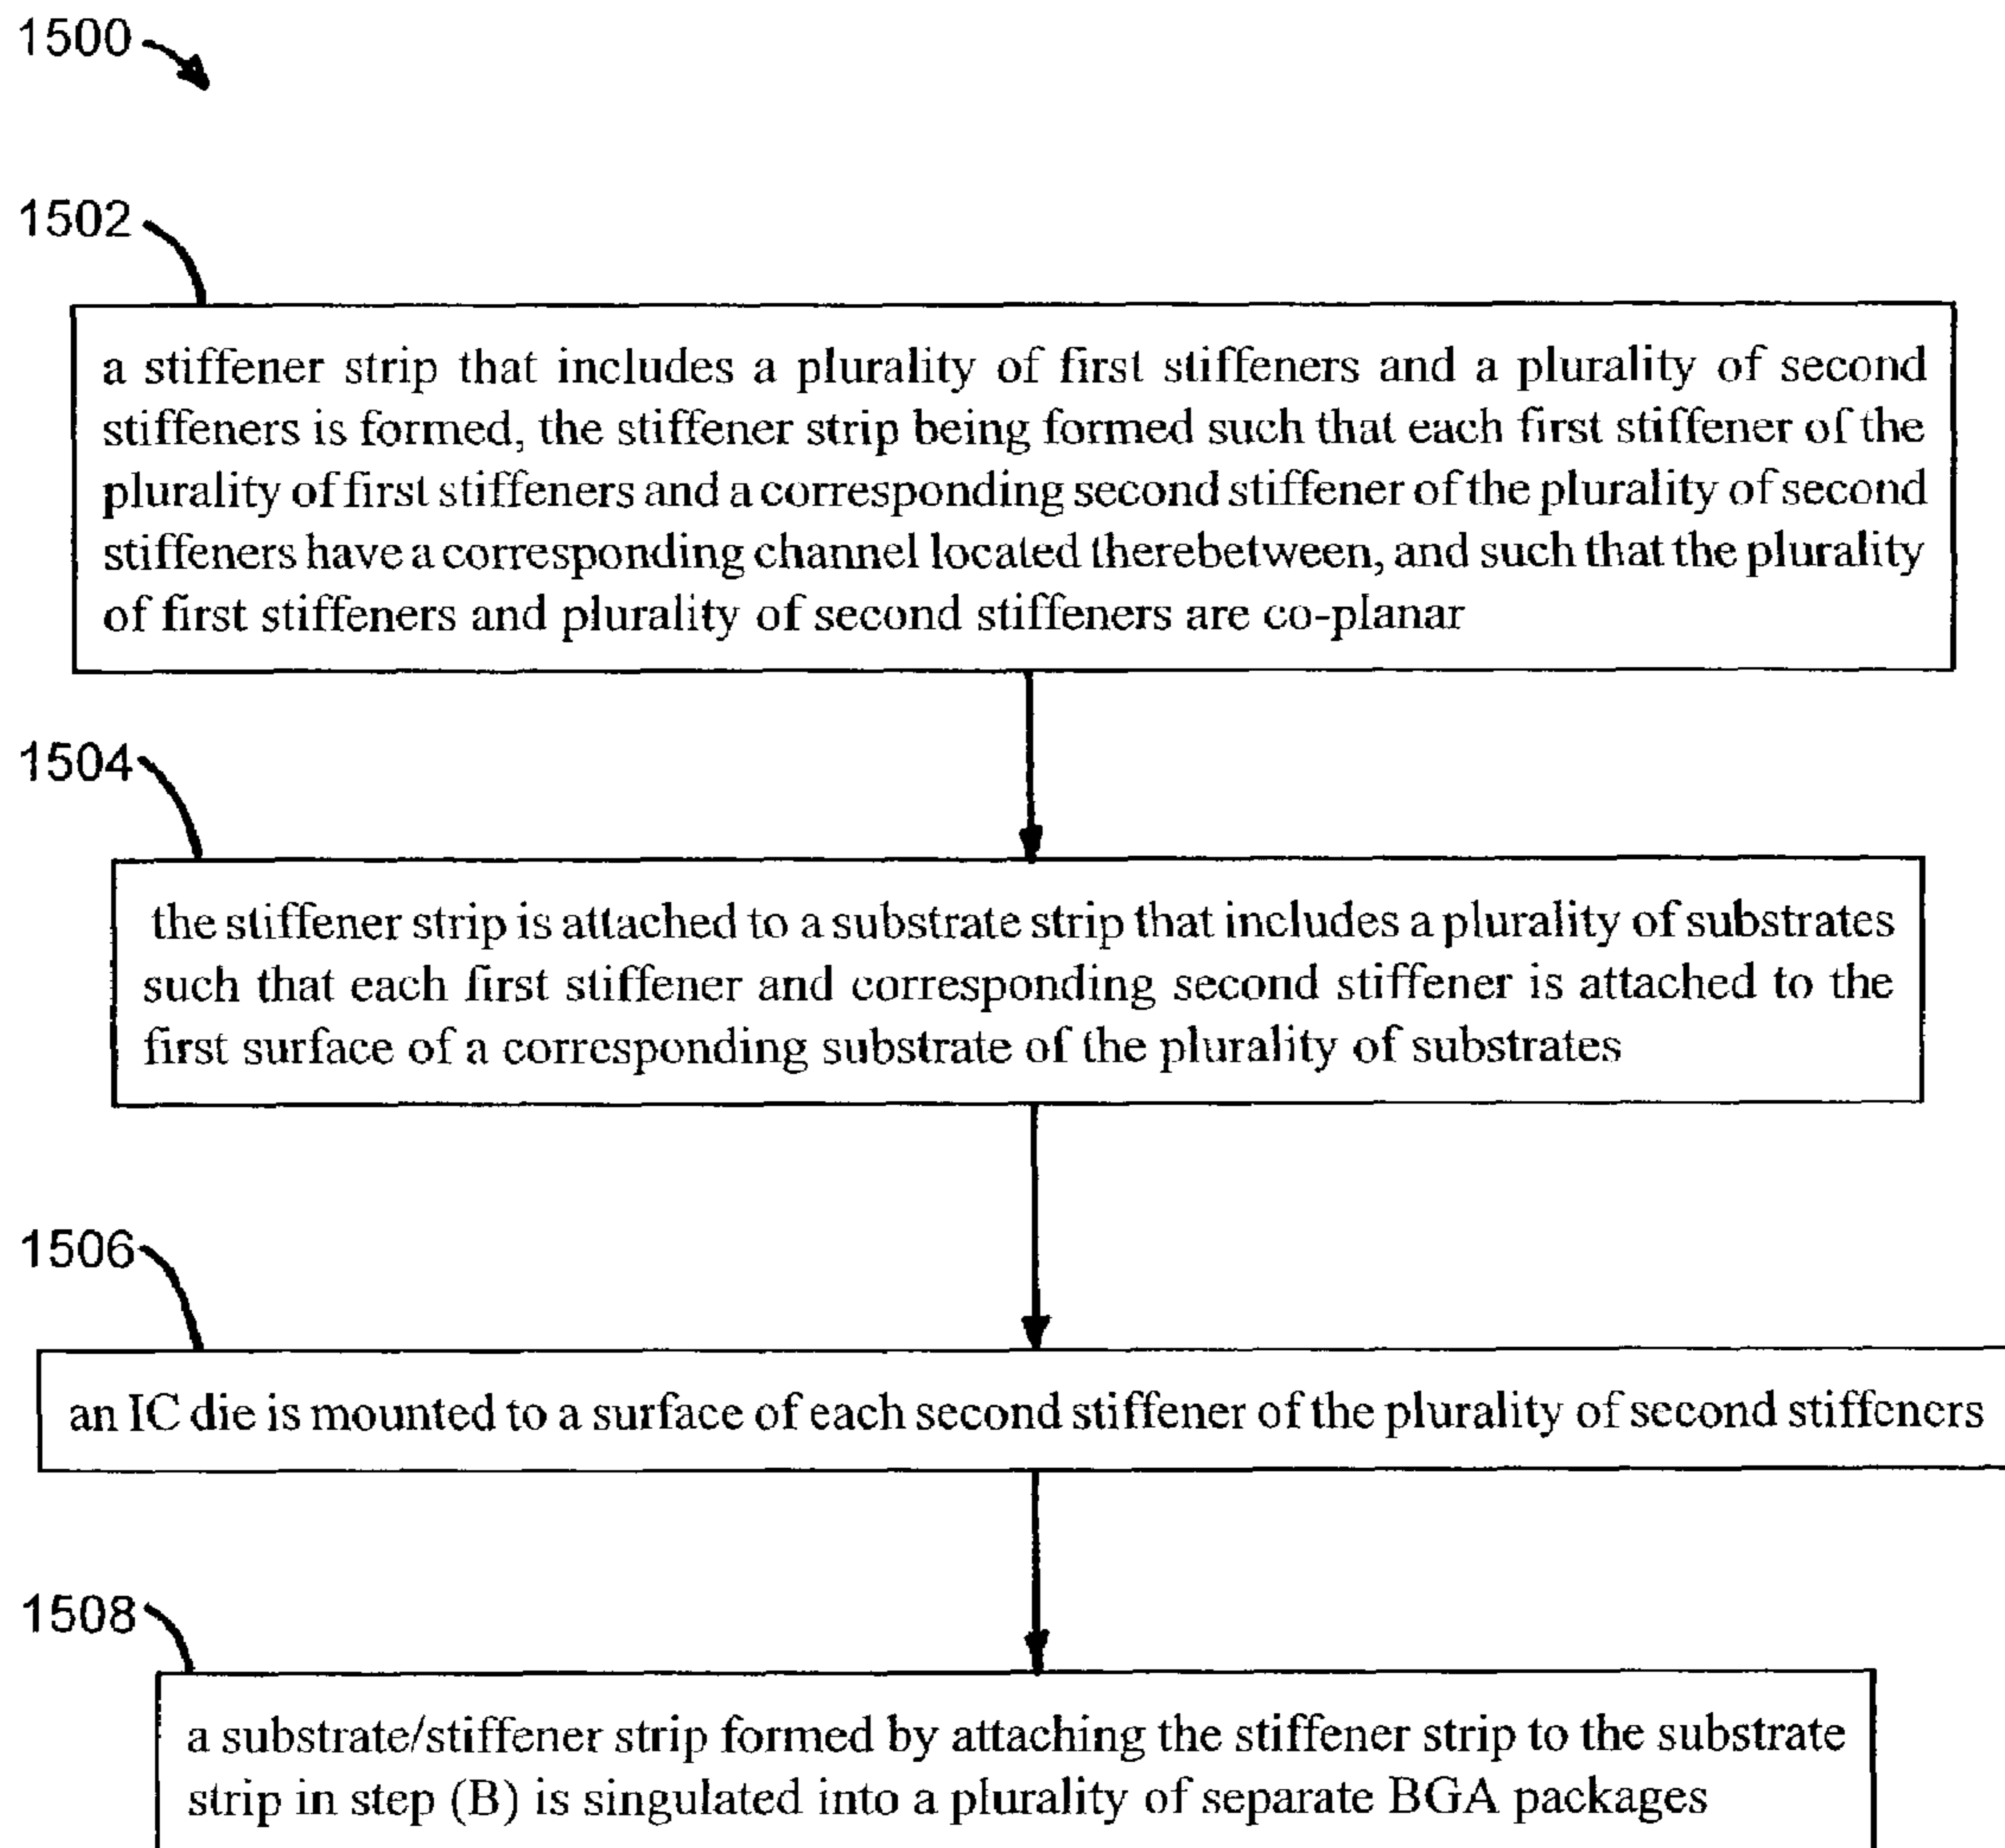 1500
1502
a stiffener strip that includes a plurality of first stiffeners and a plurality of second
stiffeners is formed, the stiffener strip being formed such that each first stiffener of the
plurality of first stiffeners and a corresponding second stiffener of the plurality of second
stiffeners have a corresponding channel located therebetween, and such that the plurality
of first stiffeners and plurality of second stiffeners are co-planar
1504
the stiffener strip is attached to a substrate strip that includes a plurality of substrates
such that each first stiffener and corresponding second stiffener is attached to the
first surface of a corresponding substrate of the plurality of substrates
1506
an IC die is mounted to a surface of each second stiffener of the plurality of second stiffeners
1508
a substrate/stiffener strip formed by attaching the stiffener strip to the substrate
strip in step (B) is singulated into a plurality of separate BGA packages